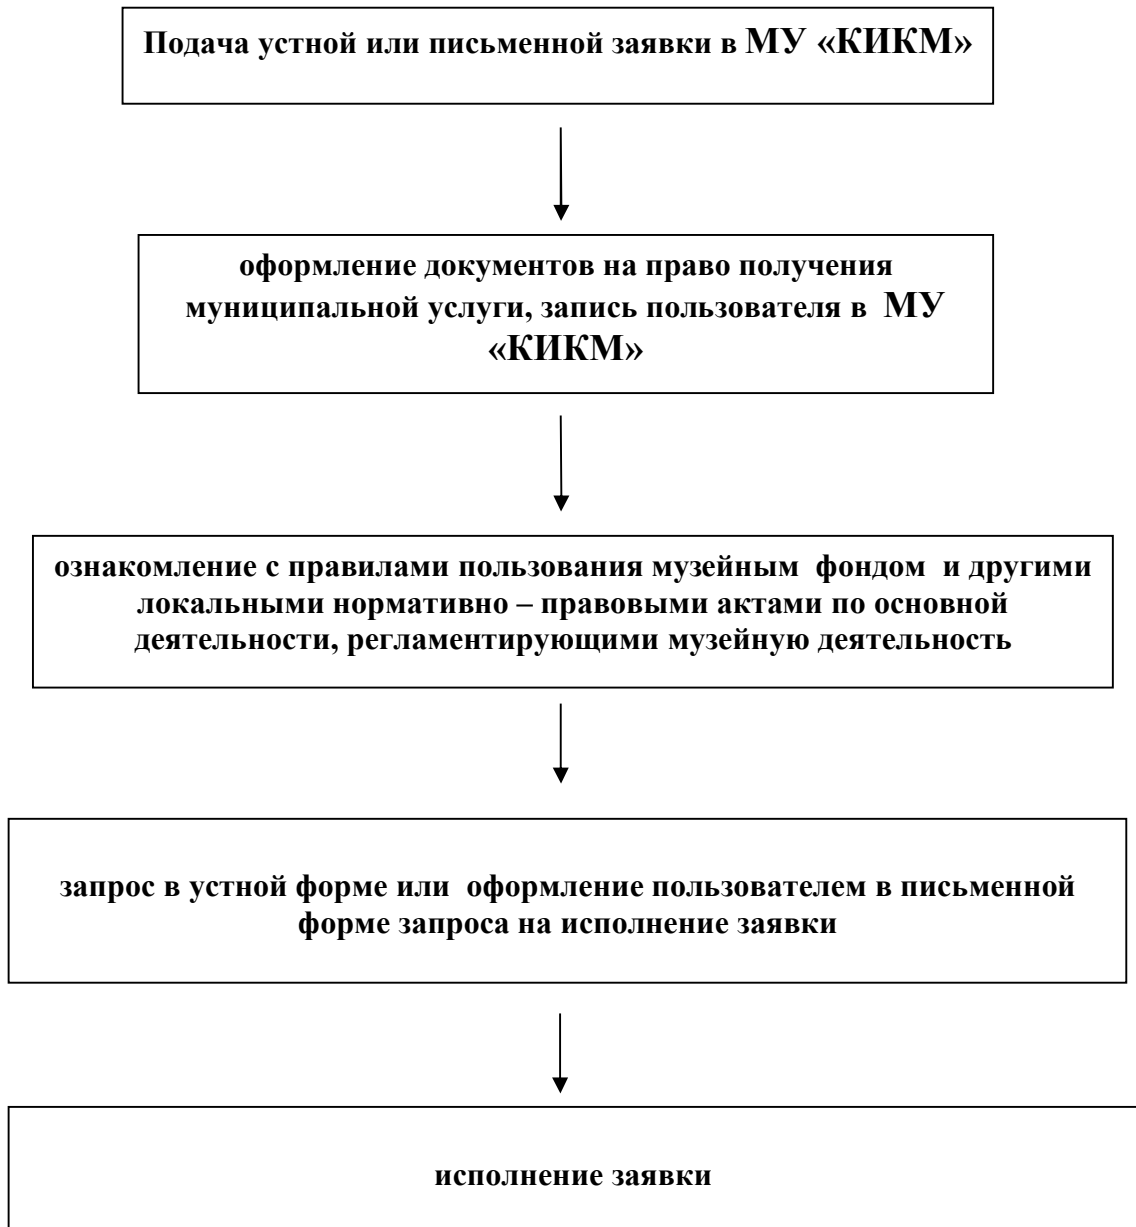 Подача устной или письменной заявки в МУ «КИКМ»
оформление документов на право получения
муниципальной услуги, запись пользователя в МУ
«КИКМ»
ознакомление с правилами пользования музейным фондом и другими
локальными нормативно – правовыми актами по основной
деятельности, регламентирующими музейную деятельность
запрос в устной форме или оформление пользователем в письменной
форме запроса на исполнение заявки
исполнение заявки